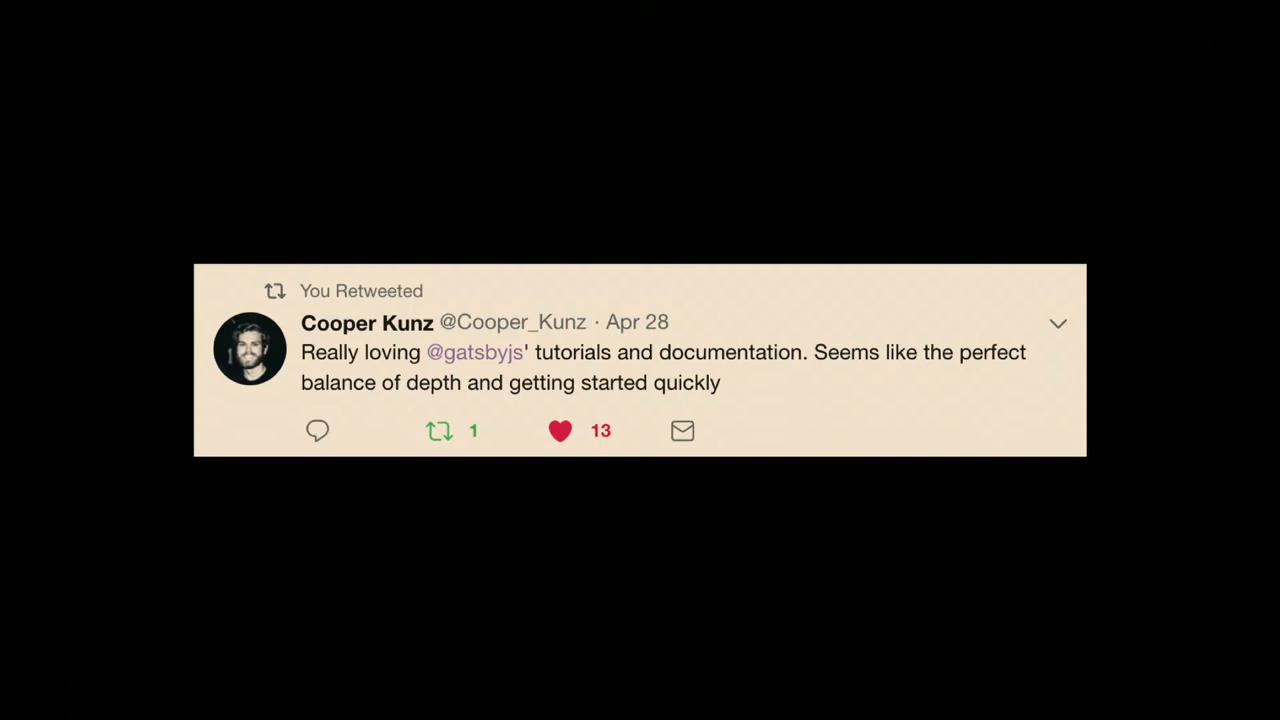 You Retweeted
Cooper Kunz @Cooper_Kunz · Apr 28
Really loving @gatsbyjs' tutorials and documentation. Seems like the perfect
balance of depth and getting started quickly
1 13